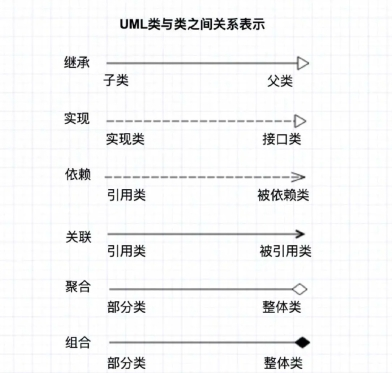 UML类与类之间关系表示
继承
子类 父类
实现
实现类 接口类
依赖
引用类 被依赖类
关联
引用类 被引用类
聚合
部分类 整体类
组合
部分类 整体类